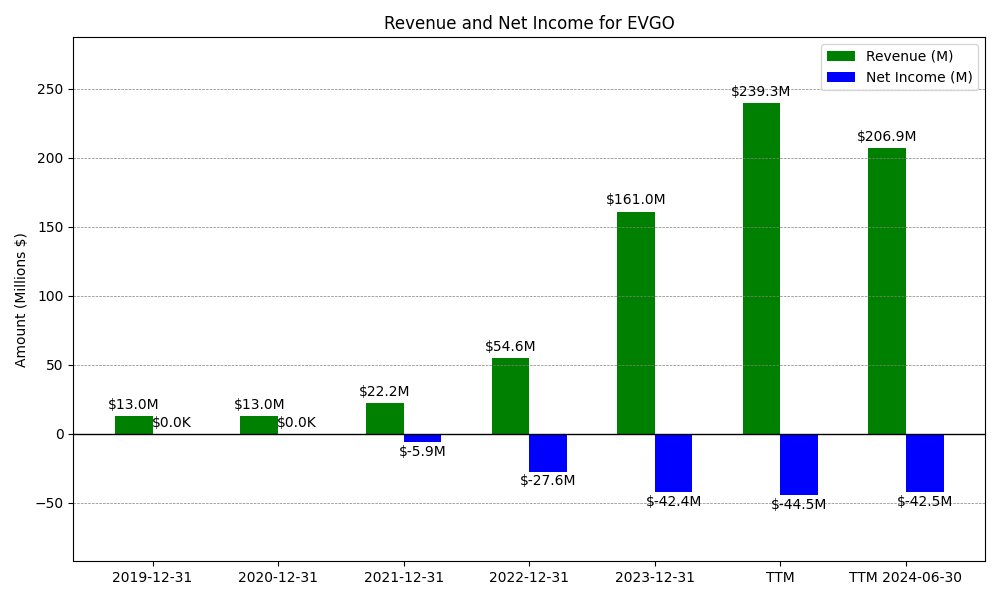 Revenue and Net Income for EVGO
Revenue (M)
Net Income (M)
Amount (Millions $)
250
200
150
100
50
0
−50
$13.0M
$0.0K
$13.0M
$0.0K
$22.2M
$-5.9M
$54.6M
$-27.6M
$161.0M
$-42.4M
$239.3M
$-44.5M
$206.9M
$-42.5M
2019-12-31
2020-12-31
2021-12-31
2022-12-31
2023-12-31
TTM
TTM 2024-06-30